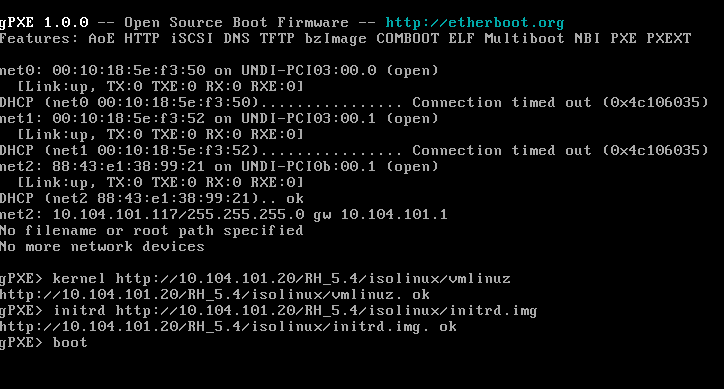 gPXE 1.0.0 -- Open Source Boot Firmware -- http://etherboot.org
Features: AoE HTTP iSCSI DNS TFTP bzImage COMBOOT ELF Multiboot NBI PXE PXEXT
net0: 00:10:18:5e:f3:50 on UNDI-PCI03:00.0 (open)
[Link:up, TX:0 TXE:0 RX:0 RXE:0]
DHCP (net0 00:10:18:5e:f3:50)................ Connection timed out (0x4c106035)
net1: 00:10:18:5e:f3:52 on UNDI-PCI03:00.1 (open)
[Link:up, TX:0 TXE:0 RX:0 RXE:0]
DHCP (net1 00:10:18:5e:f3:52)................ Connection timed out (0x4c106035)
net2: 88:43:e1:38:99:21 on UNDI-PCI0b:00.1 (open)
[Link:up, TX:0 TXE:0 RX:0 RXE:0]
DHCP (net2 88:43:e1:38:99:21).. ok
net2: 10.104.101.117/255.255.255.0 gw 10.104.101.1
No filename or root path specified
No more network devices
gPXE> kernel http://10.104.101.20/RH_5.4/isolinux/vmlinuz
http://10.104.101.20/RH_5.4/isolinux/vmlinuz. ok
gPXE> initrd http://10.104.101.20/RH_5.4/isolinux/initrd.img
http://10.104.101.20/RH_5.4/isolinux/initrd.img. ok
gPXE> boot